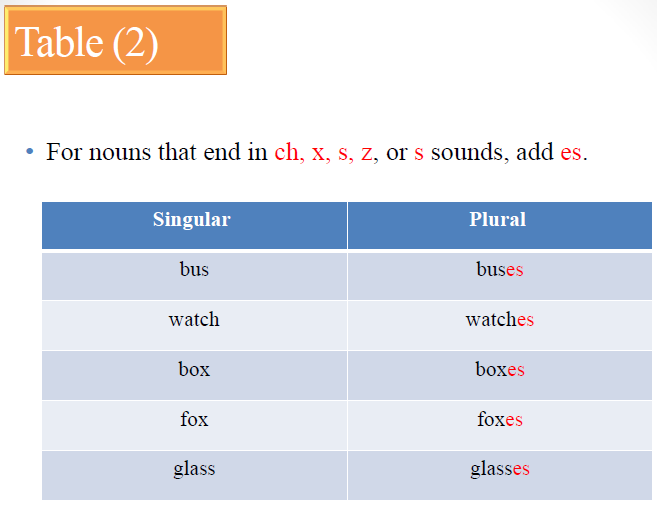 Table (2)
• For nouns that end in ch, x, s, z, or s sounds, add es.
Singular Plural
bus buses
watch watches
box boxes
fox foxes
glass glasses